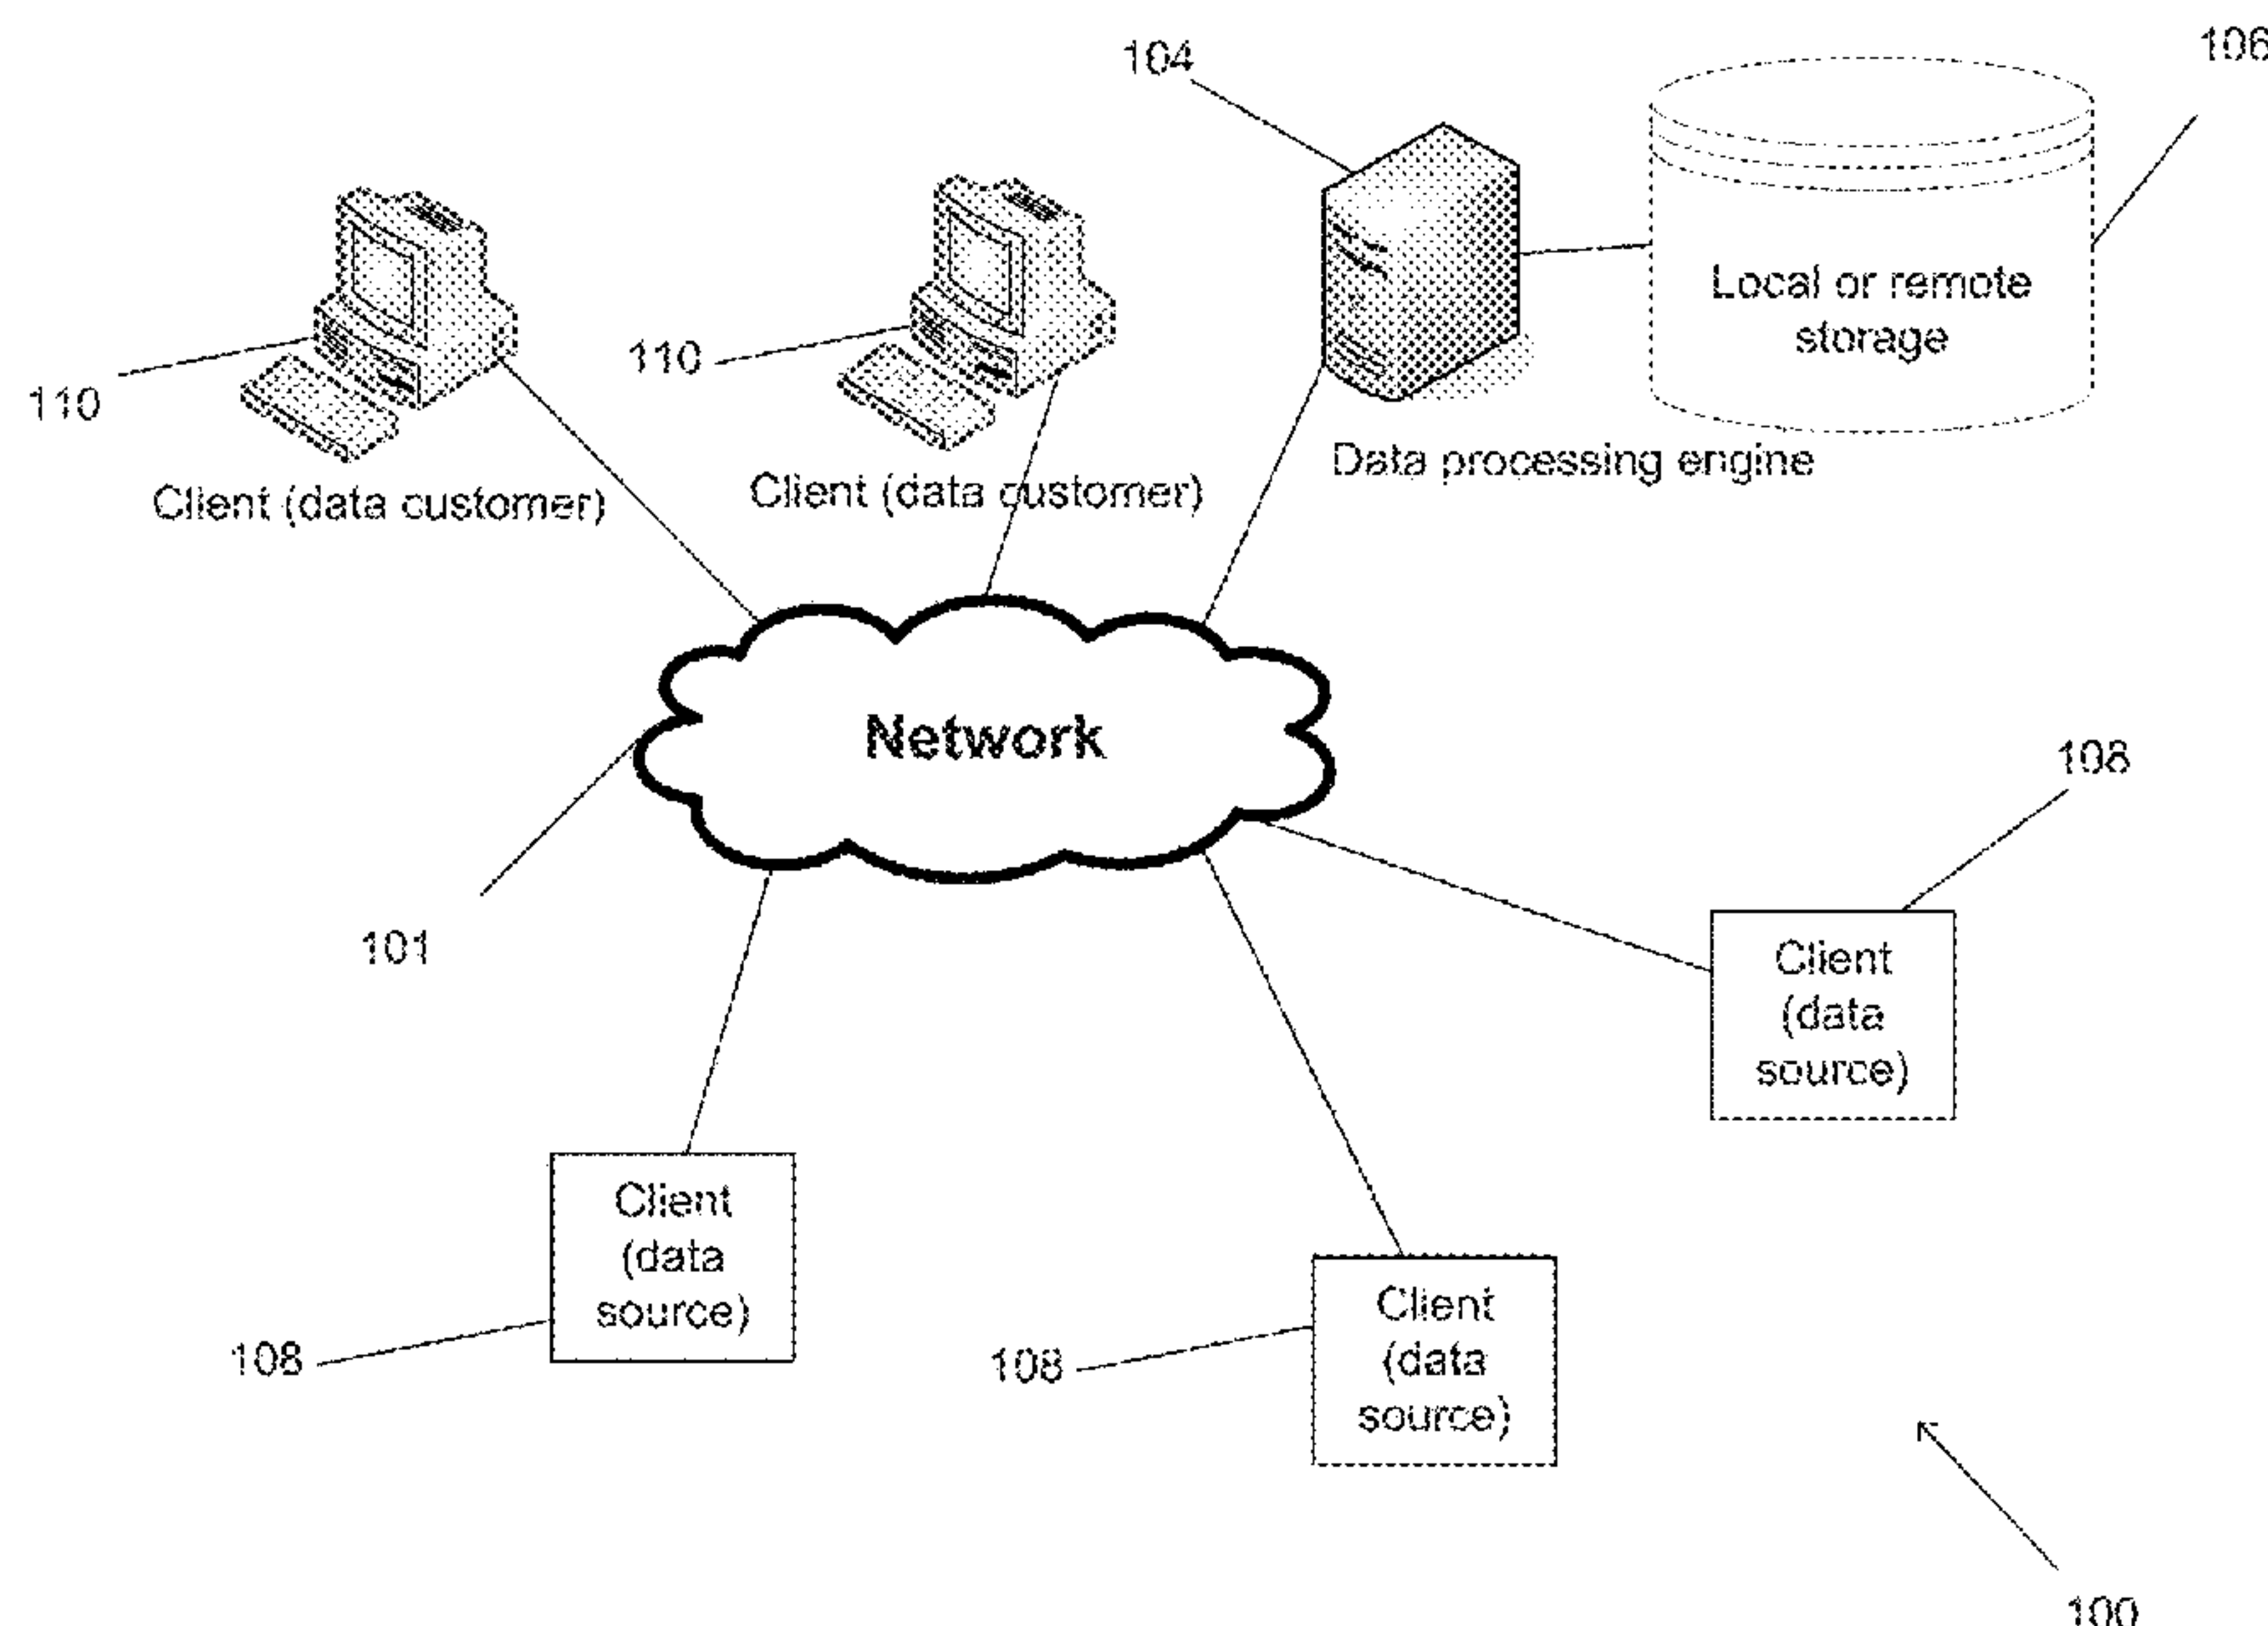 104
106
110
110
Local or remote
storage
Client (data customer)
Client (data customer)
Data processing engine
Network
101
108
Client
(data
source)
Client
(data
source)
108
Client
(data
source)
108
100